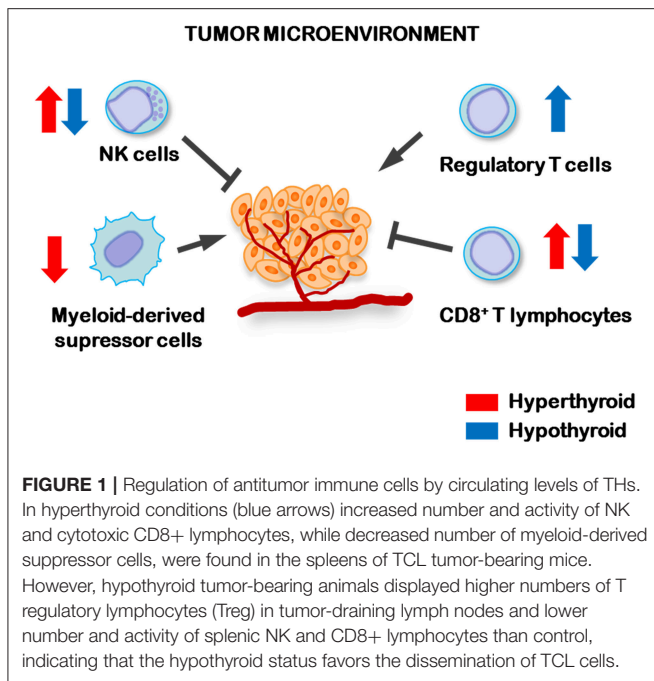 TUMOR MICROENVIRONMENT
NK cells
Regulatory T cells
Myeloid-derived
supressor cells
CD8+ T lymphocytes
Hyperthyroid
Hypothyroid
FIGURE 1 | Regulation of antitumor immune cells by circulating levels of THs.
In hyperthyroid conditions (blue arrows) increased number and activity of NK
and cytotoxic CD8+ lymphocytes, while decreased number of myeloid-derived
suppressor cells, were found in the spleens of TCL tumor-bearing mice.
However, hypothyroid tumor-bearing animals displayed higher numbers of T
regulatory lymphocytes (Treg) in tumor-draining lymph nodes and lower
number and activity of splenic NK and CD8+ lymphocytes than control,
indicating that the hypothyroid status favors the dissemination of TCL cells.